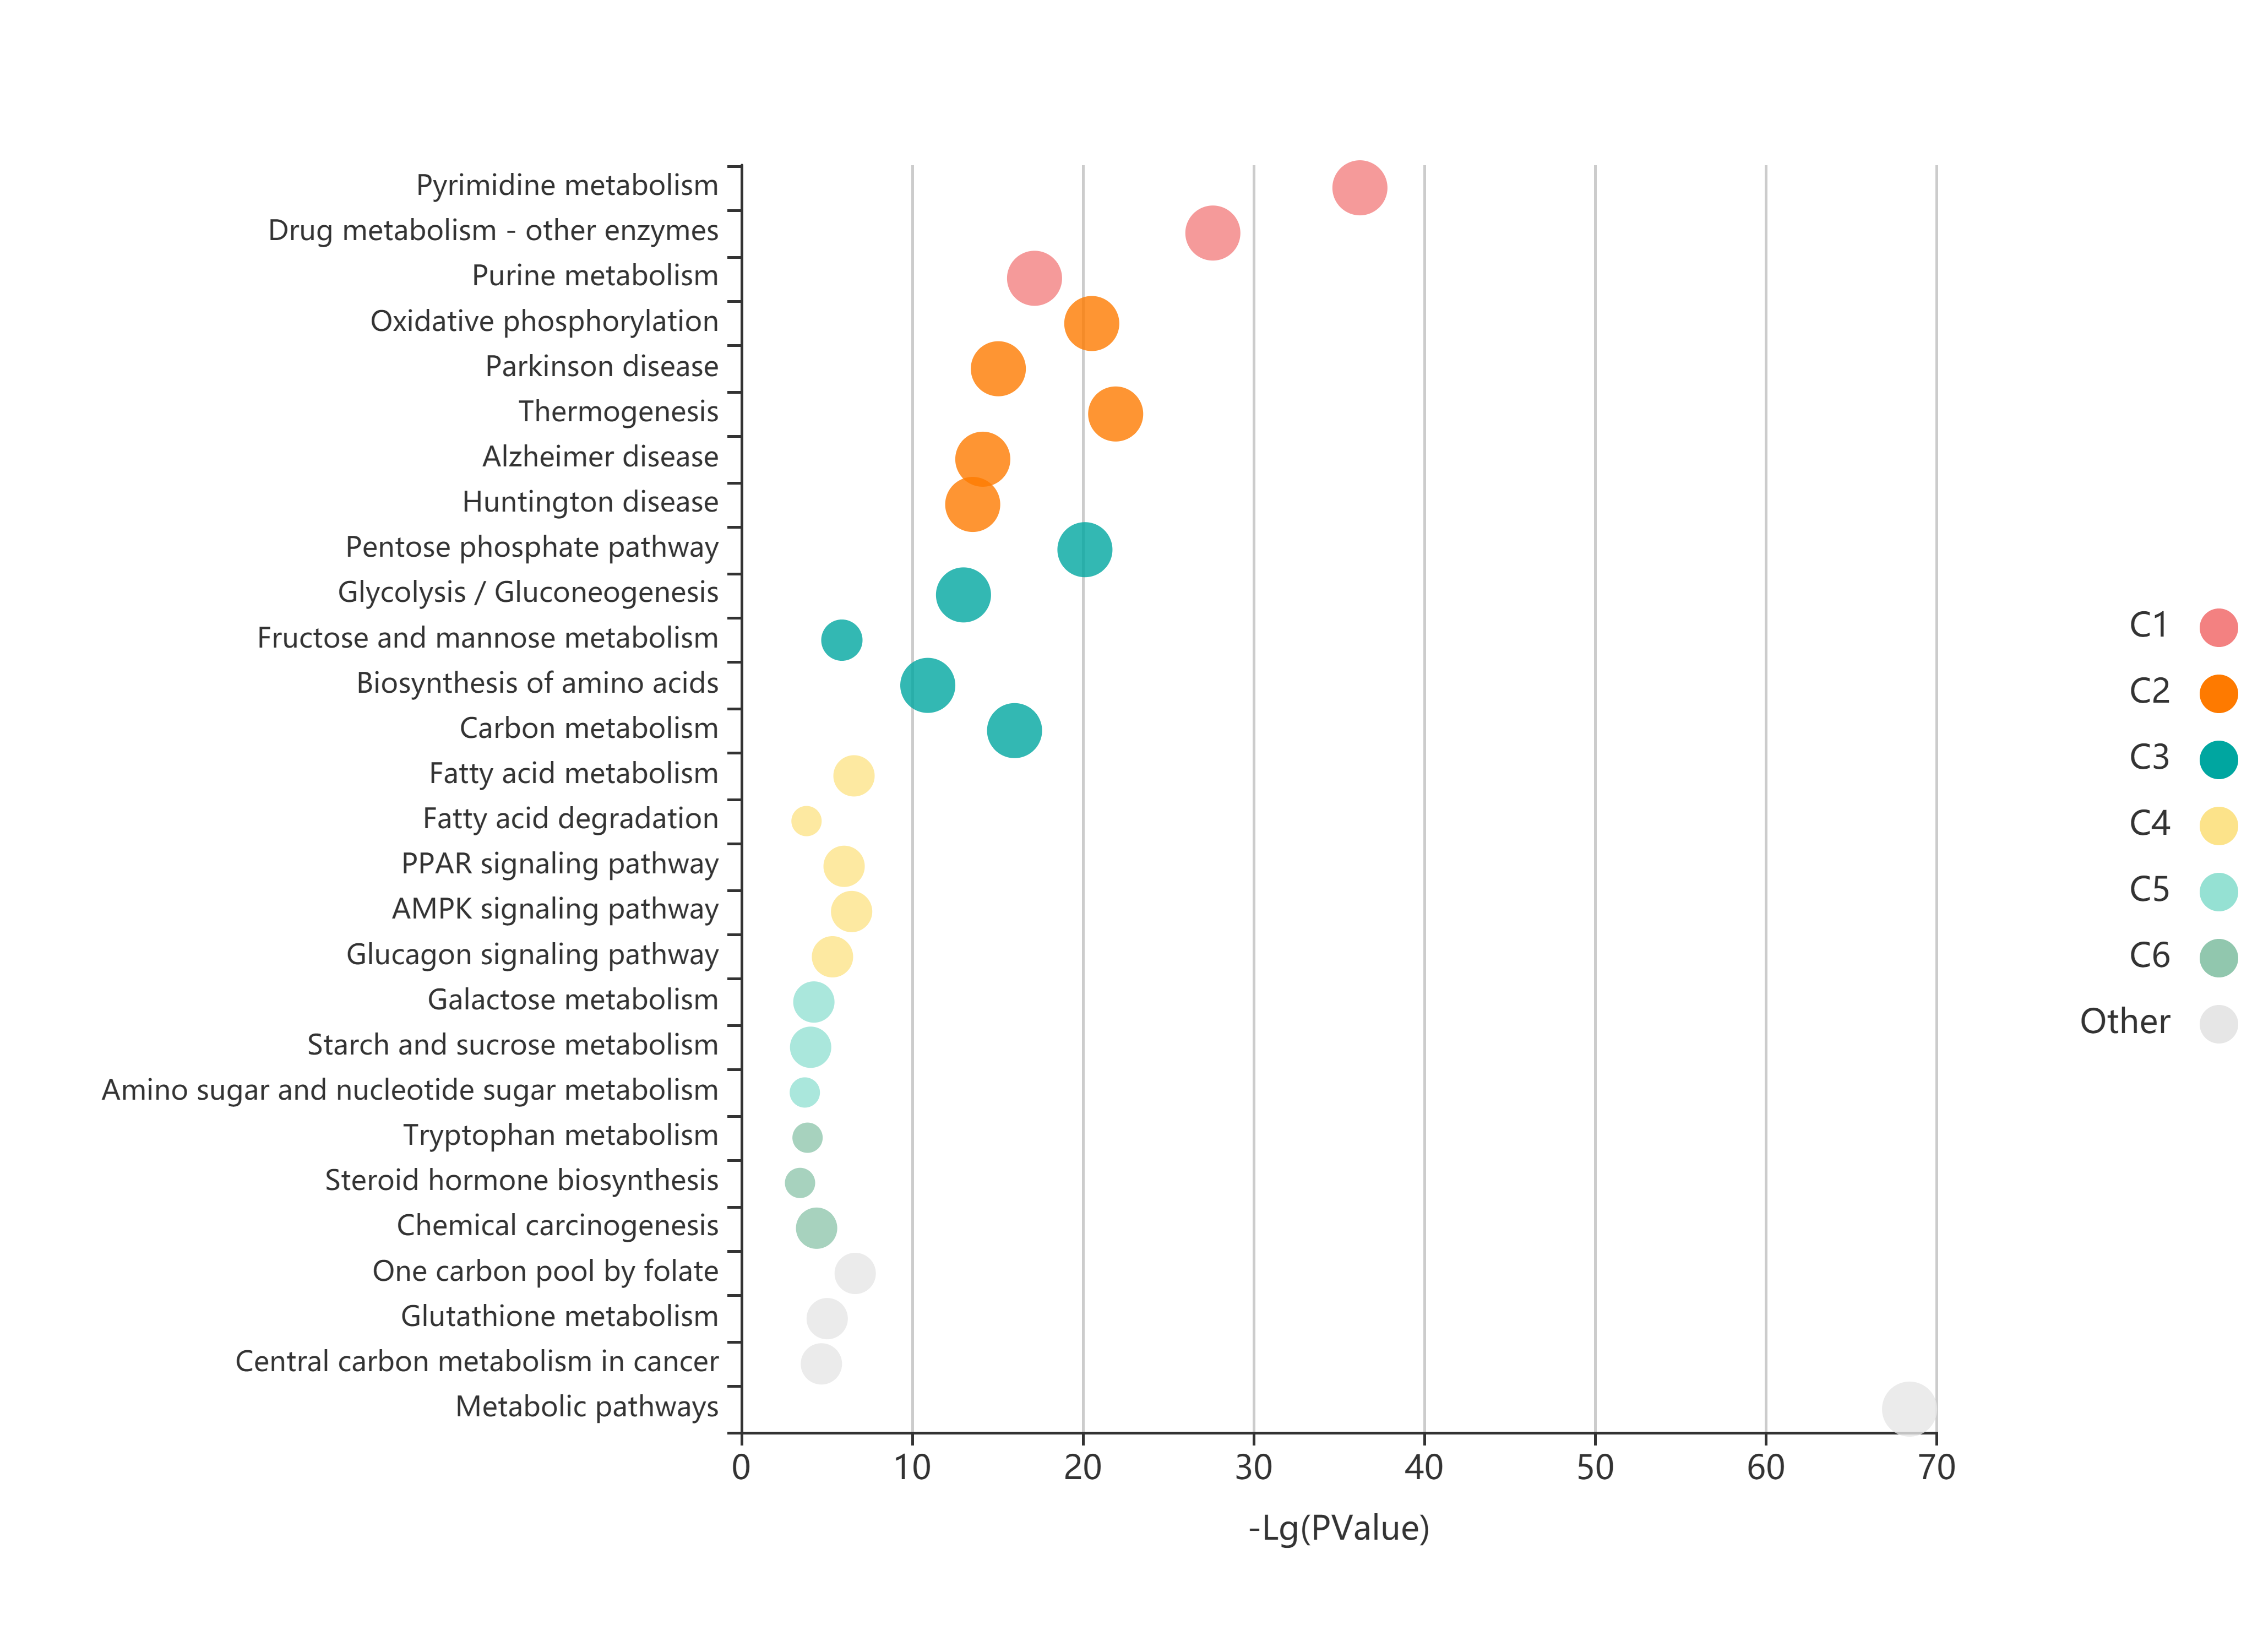 Pyrimidine metabolism
Drug metabolism - other enzymes
Purine metabolism
Oxidative phosphorylation
Parkinson disease
Thermogenesis
Alzheimer disease
Huntington disease
Pentose phosphate pathway
Glycolysis / Gluconeogenesis
Fructose and mannose metabolism
Biosynthesis of amino acids
Carbon metabolism
Fatty acid metabolism
Fatty acid degradation
PPAR signaling pathway
AMPK signaling pathway
Glucagon signaling pathway
Galactose metabolism
Starch and sucrose metabolism
Amino sugar and nucleotide sugar metabolism
Tryptophan metabolism
Steroid hormone biosynthesis
Chemical carcinogenesis
One carbon pool by folate
Glutathione metabolism
Central carbon metabolism in cancer
Metabolic pathways
0 10 20 30 40 50 60 70
-Lg(PValue)
C1
C2
C3
C4
C5
C6
Other